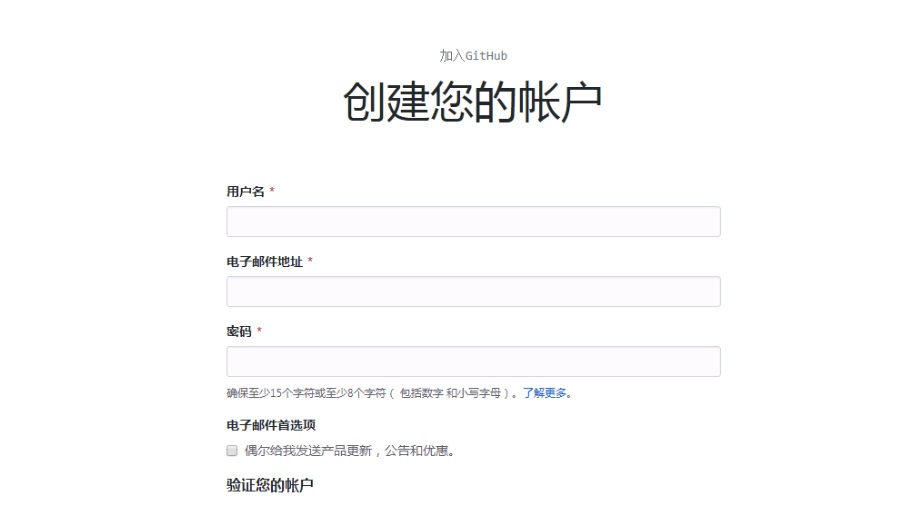 加入GitHub
创建您的帐户
用户名 *
电子邮件地址 *
密码 *
确保至少15个字符或至少8个字符（ 包括数字 和小写字母 ）。了解更多。
电子邮件首选项
偶尔给我发送产品更新，公告和优惠。
验证您的帐户